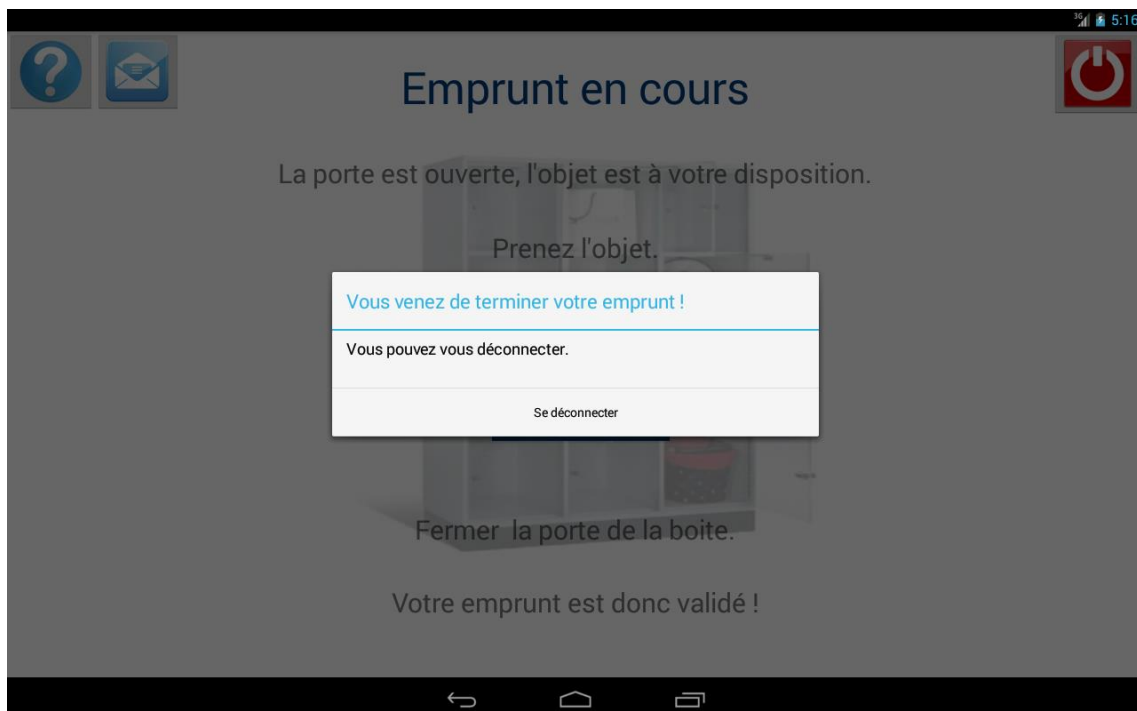 3G 5:16
Emprunt en cours
La porte est ouverte, l'objet est à votre disposition.
Prenez l'objet.
Vous venez de terminer votre emprunt !
Vous pouvez vous déconnecter.
Se déconnecter
Fermer la porte de la boite.
Votre emprunt est donc validé !